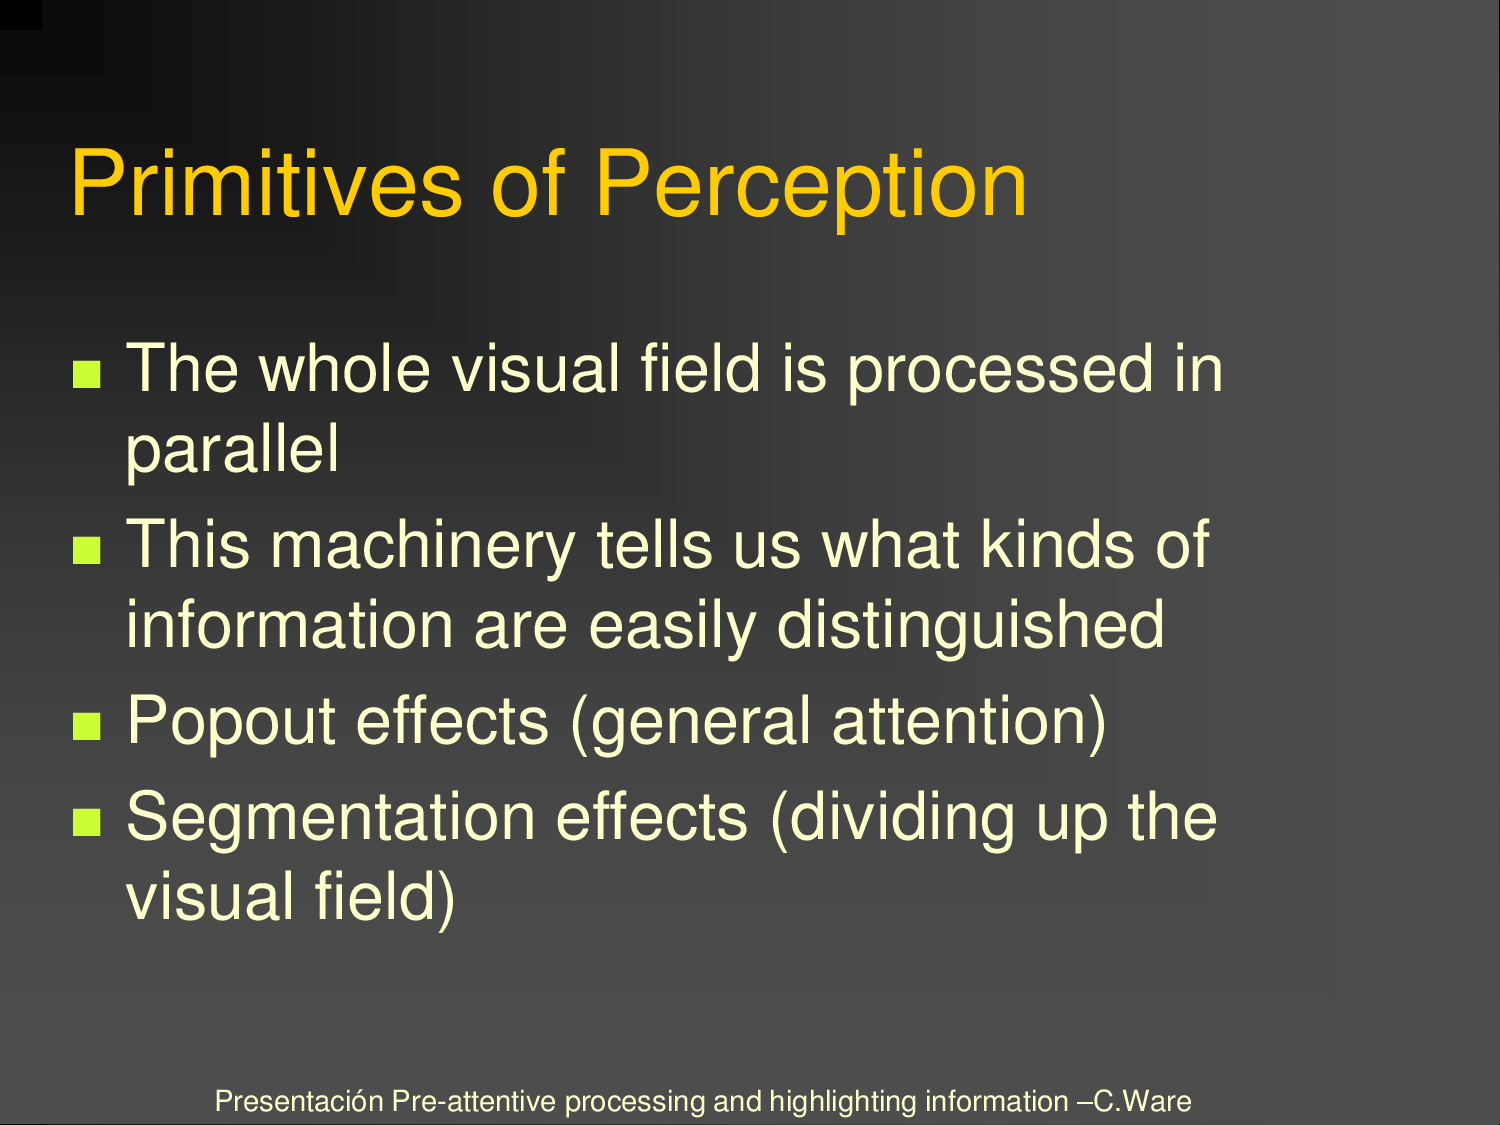 Primitives of Perception
The whole visual field is processed in
parallel
This machinery tells us what kinds of
information are easily distinguished
Popout effects (general attention)
Segmentation effects (dividing up the
visual field)
Presentación Pre-attentive processing and highlighting information –C.Ware